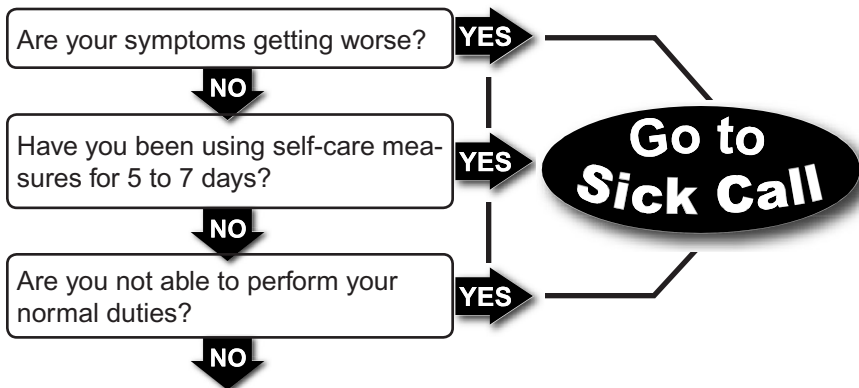 Are your symptoms getting worse?
YES
NO
Have you been using self-care mea-
sures for 5 to 7 days?
YES
Go to
Sick Call
NO
Are you not able to perform your
normal duties?
YES
NO